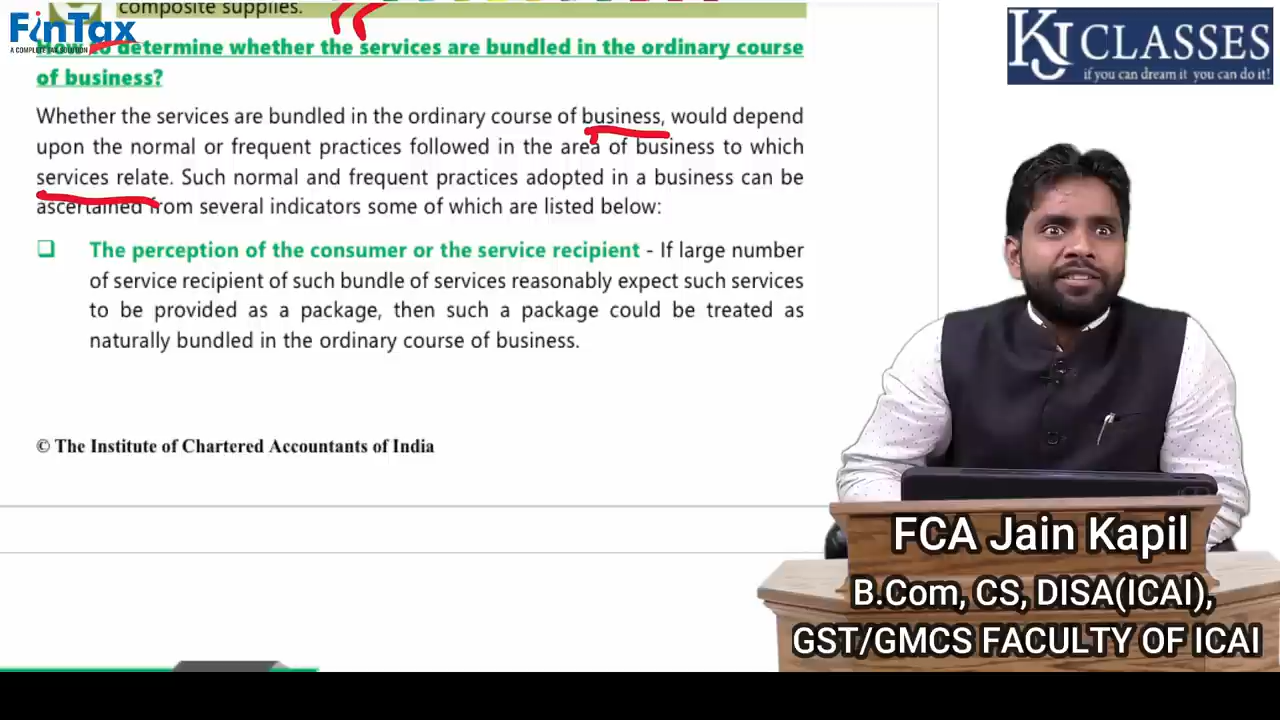 composite supplies.
FinTax
A COMPLETE TAX SOLUTION
How to determine whether the services are bundled in the ordinary course
of business?
Whether the services are bundled in the ordinary course of business, would depend
upon the normal or frequent practices followed in the area of business to which
services relate. Such normal and frequent practices adopted in a business can be
ascertained from several indicators some of which are listed below:
❑ The perception of the consumer or the service recipient - If large number
of service recipient of such bundle of services reasonably expect such services
to be provided as a package, then such a package could be treated as
naturally bundled in the ordinary course of business.
© The Institute of Chartered Accountants of India
KJ CLASSES
if you can dream it you can do it!
FCA Jain Kapil
B.Com, CS, DISA(ICAI),
GST/GMCS FACULTY OF ICAI